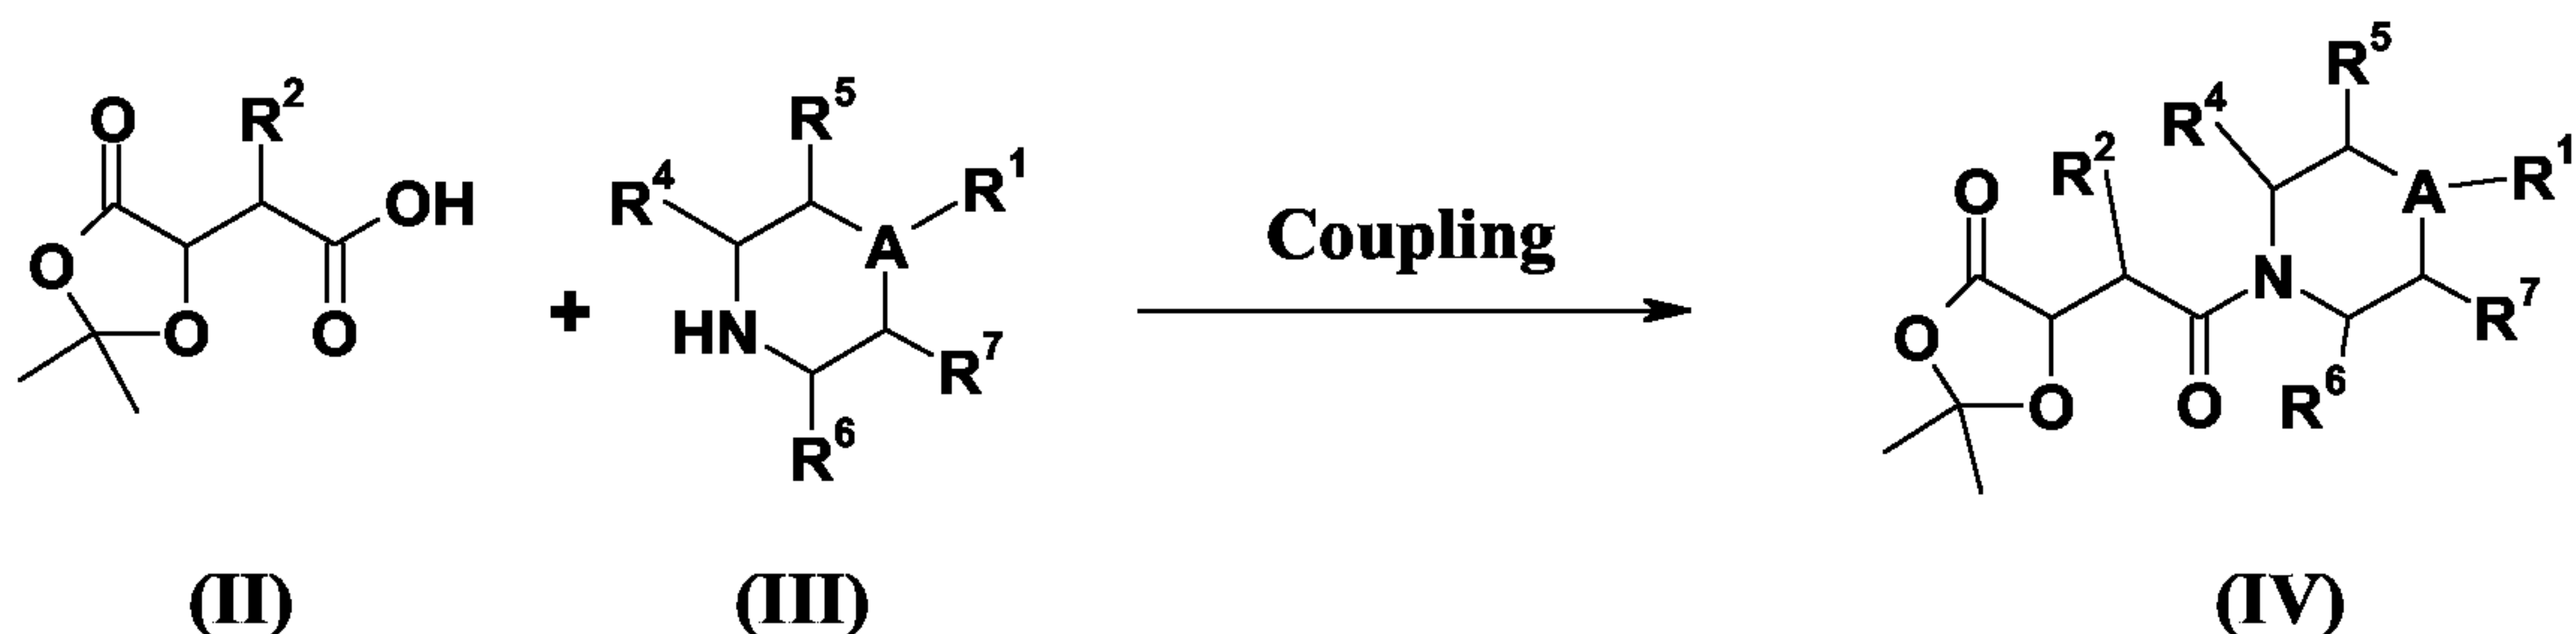 O R² OH O O O
+
R⁵ R⁴ R¹ A HN R⁷ R⁶
Coupling
R⁵ R⁴ R² R¹ O A N R⁷ O R⁶ O O
(II) (III) (IV)